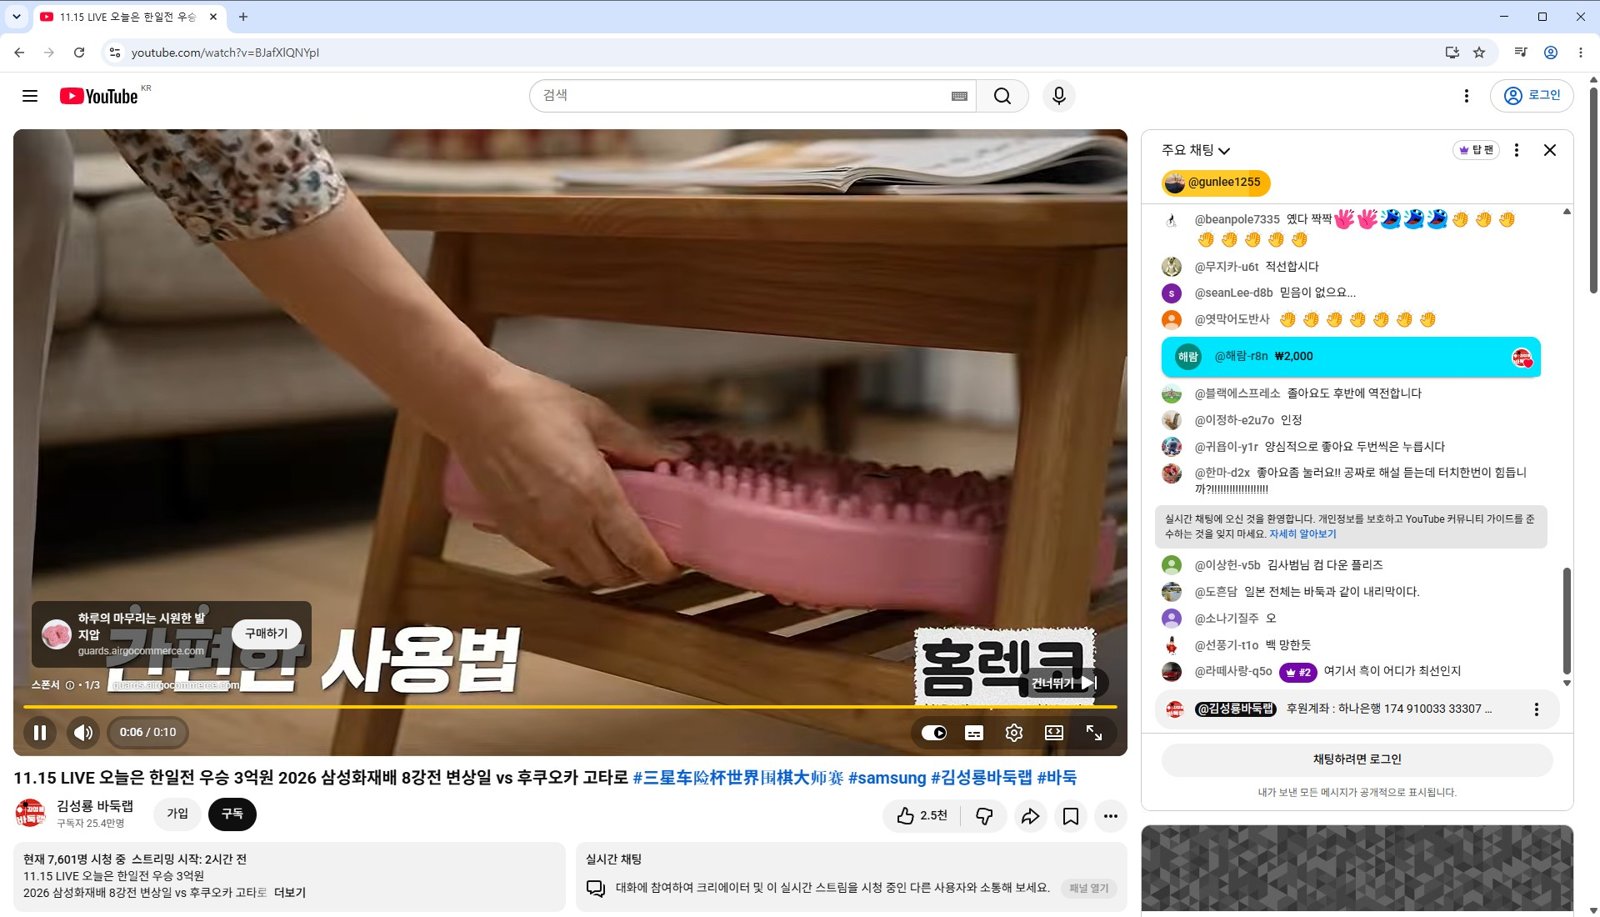 11.15 LIVE 오늘은 한일전 우승
youtube.com/watch?v=BJafXlQNYpI
YouTube KR
검색
로그인
간편한 사용법
홈렉코
하루의 마무리는 시원한 발
지압
guards.airgocommerce.com
구매하기
스폰서 · 1/3 guards.airgocommerce.com
건너뛰기
0:06 / 0:10
11.15 LIVE 오늘은 한일전 우승 3억원 2026 삼성화재배 8강전 변상일 vs 후쿠오카 고타로 #三星车险杯世界围棋大师赛 #samsung #김성룡바둑랩 #바둑
김성룡 바둑랩
구독자 25.4만명
가입
구독
2.5천
현재 7,601명 시청 중 스트리밍 시작: 2시간 전
11.15 LIVE 오늘은 한일전 우승 3억원
2026 삼성화재배 8강전 변상일 vs 후쿠오카 고타로 더보기
실시간 채팅
대화에 참여하여 크리에이터 및 이 실시간 스트림을 시청 중인 다른 사용자와 소통해 보세요.
패널 열기
주요 채팅
탑 팬
@gunlee1255
@beanpole7335 옜다 짝짝
@무지카-u6t 적선합시다
@seanLee-d8b 믿음이 없으요...
@엿막어도반사
해람 @해람-r8n ₩2,000
@블랙에스프레소 졸아요도 후반에 역전합니다
@이정하-e2u7o 인정
@귀욥이-y1r 양심적으로 좋아요 두번씩은 누릅시다
@한마-d2x 좋아요좀 눌러요!! 공짜로 해설 듣는데 터치한번이 힘듭니
까?!!!!!!!!!!!!!!!!!!!
실시간 채팅에 오신 것을 환영합니다. 개인정보를 보호하고 YouTube 커뮤니티 가이드를 준
수하는 것을 잊지 마세요. 자세히 알아보기
@이상헌-v5b 김사범님 컴 다운 플리즈
@도흔담 일본 전체는 바둑과 같이 내리막이다.
@소나기질주 오
@선풍기-t1o 백 망한듯
@라떼사랑-q5o #2 여기서 흑이 어디가 최선인지
@김성룡바둑랩 후원계좌 : 하나은행 174 910033 33307 ...
채팅하려면 로그인
내가 보낸 모든 메시지가 공개적으로 표시됩니다.